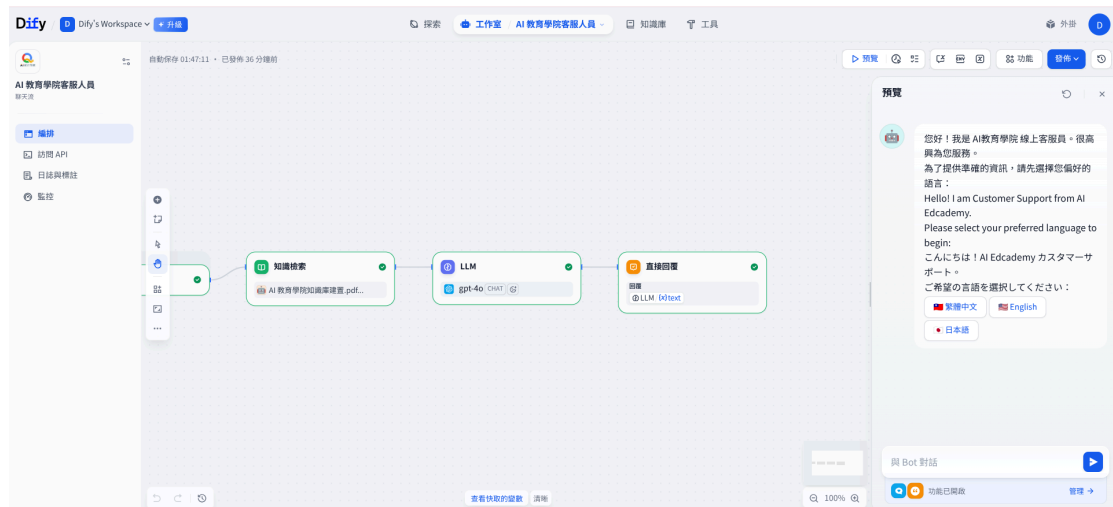 Dify / D Dify's Workspace 升級
探索
工作室 / AI 教育學院客服人員
知識庫
工具
外掛
D
AI 教育學院客服人員
聊天流
編排
訪問 API
日誌與標註
監控
自動保存 01:47:11 · 已發佈 36 分鐘前
預覽
功能
發佈
知識檢索
AI 教育學院知識庫建置.pdf...
LLM
gpt-4o CHAT
直接回覆
回覆
LLM {x} text
查看快取的變數 清晰
100%
預覽
您好！我是 AI教育學院 線上客服員。很高
興為您服務。
為了提供準確的資訊，請先選擇您偏好的
語言：
Hello! I am Customer Support from AI
Edcademy.
Please select your preferred language to
begin:
こんにちは！AI Edcademy カスタマーサ
ポート。
ご希望の言語を選択してください：
🇹🇼 繁體中文
🇺🇸 English
🇯🇵 日本語
與 Bot 對話
功能已開啟
管理 →